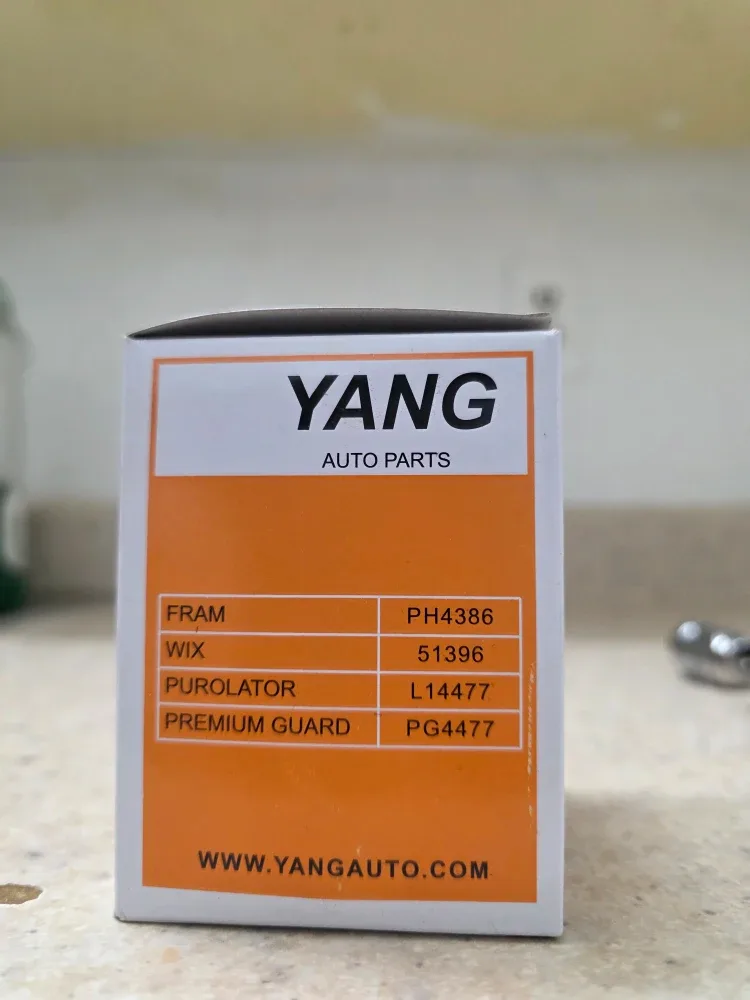 YANG
AUTO PARTS
FRAM PH4386
WIX 51396
PUROLATOR L14477
PREMIUM GUARD PG4477
WWW.YANGAUTO.COM